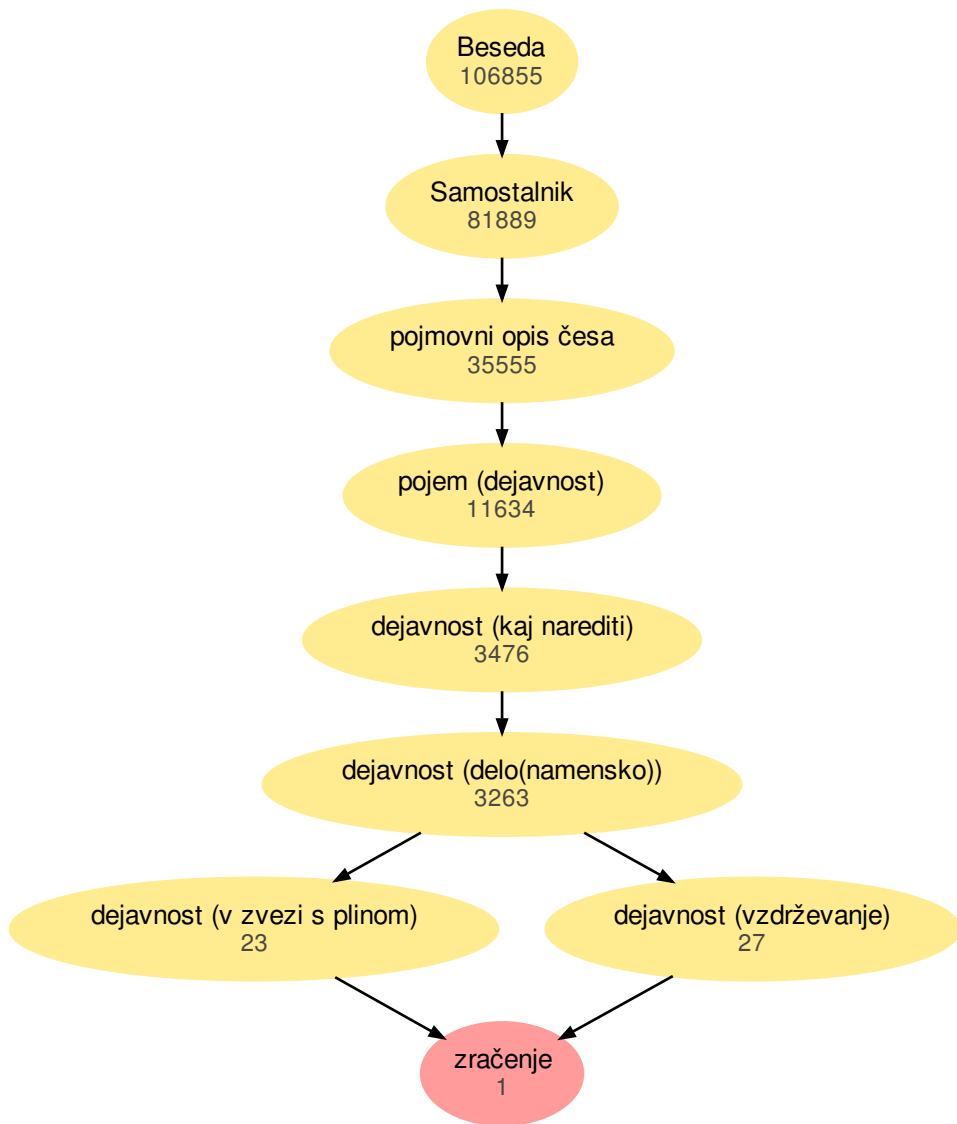 Beseda
106855
Samostalnik
81889
pojmovni opis česa
35555
pojem (dejavnost)
11634
dejavnost (kaj narediti)
3476
dejavnost (delo(namensko))
3263
dejavnost (v zvezi s plinom)
23
dejavnost (vzdrževanje)
27
zračenje
1